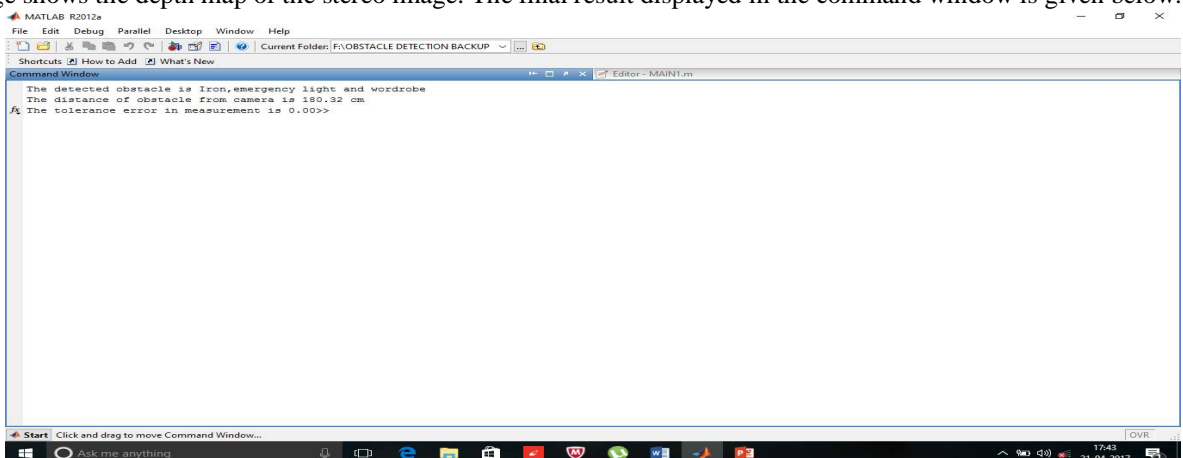 ge shows the depth map of the stereo image. The final result displayed in the command window is given below.
MATLAB R2012a
File Edit Debug Parallel Desktop Window Help
Current Folder: F:\OBSTACLE DETECTION BACKUP
Shortcuts How to Add What's New
Command Window
Editor - MAIN1.m
The detected obstacle is Iron,emergency light and wordrobe
The distance of obstacle from camera is 180.32 cm
fx The tolerance error in measurement is 0.00>>
Start Click and drag to move Command Window...
OVR
Ask me anything
17:43
21-04-2017